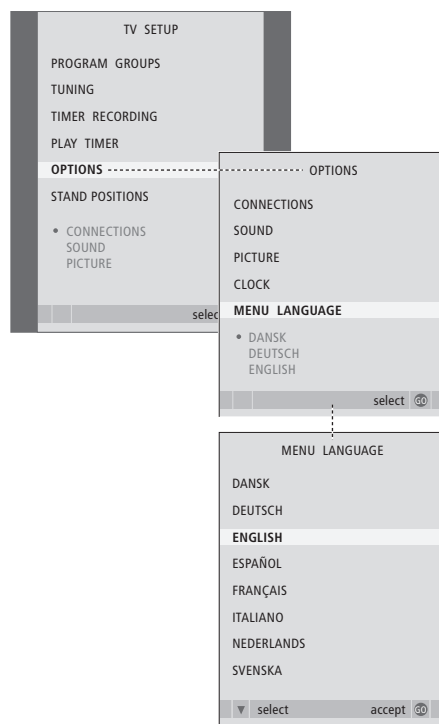 TV SETUP
PROGRAM GROUPS
TUNING
TIMER RECORDING
PLAY TIMER
OPTIONS
STAND POSITIONS
• CONNECTIONS
SOUND
PICTURE
selec
OPTIONS
CONNECTIONS
SOUND
PICTURE
CLOCK
MENU LANGUAGE
• DANSK
DEUTSCH
ENGLISH
select GO
MENU LANGUAGE
DANSK
DEUTSCH
ENGLISH
ESPAÑOL
FRANÇAIS
ITALIANO
NEDERLANDS
SVENSKA
▼ select accept GO